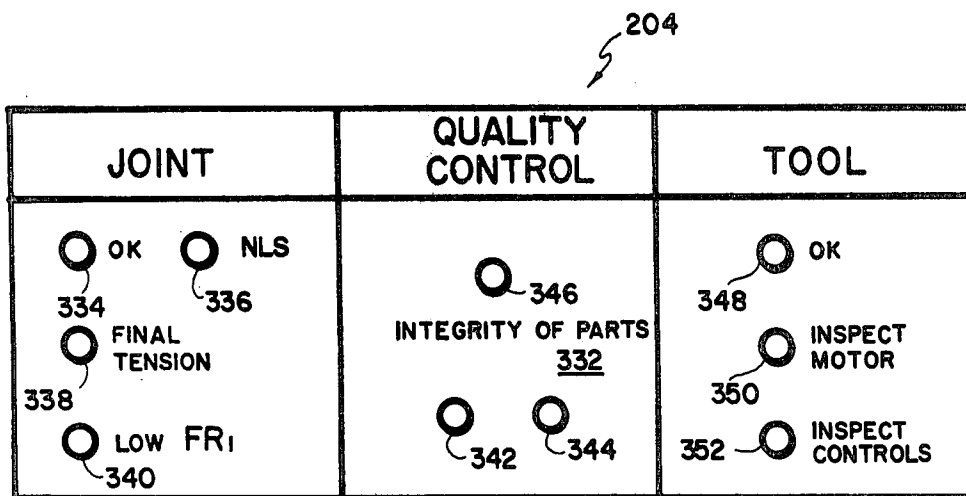 204
JOINT
QUALITY
CONTROL
TOOL
OK
NLS
334
336
FINAL
TENSION
338
LOW FR1
340
346
INTEGRITY OF PARTS
332
342
344
OK
348
INSPECT
MOTOR
350
352
INSPECT
CONTROLS